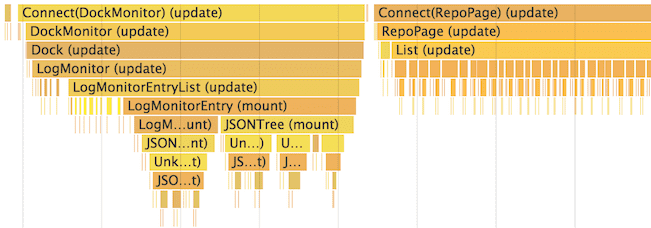 Connect(DockMonitor) (update) Connect(RepoPage) (update)
DockMonitor (update) RepoPage (update)
Dock (update) List (update)
LogMonitor (update)
LogMonitorEntryList (update)
LogMonitorEntry (mount)
LogM…unt) JSONTree (mount)
JSON…nt) Un…) U…
Unk…t) JS…t) J…
JSO…t)